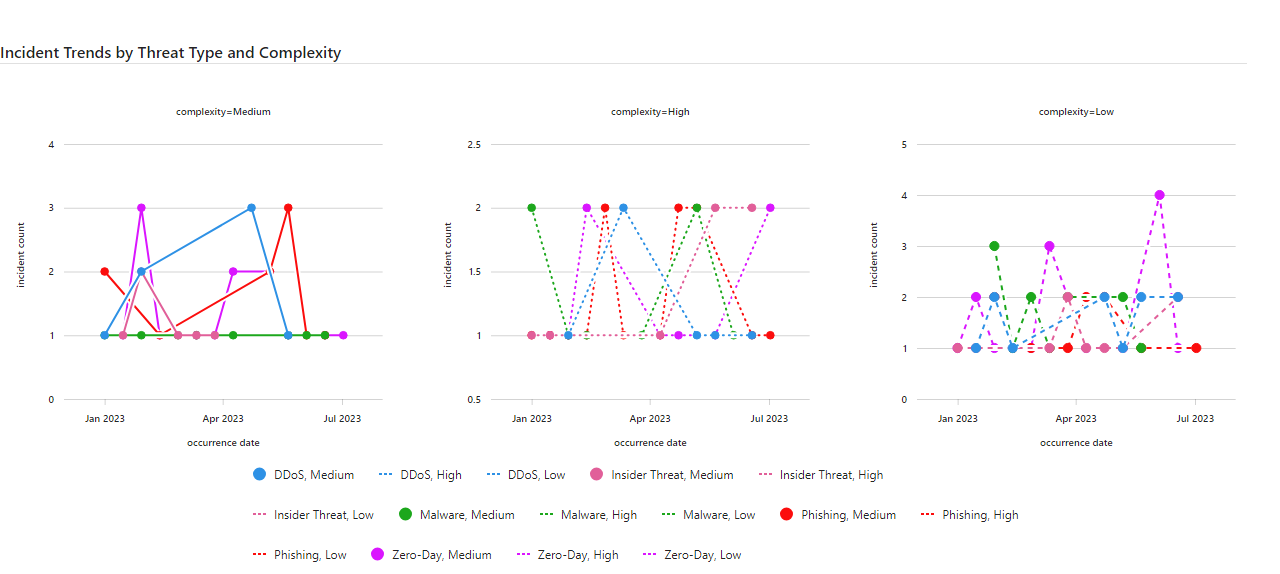 Incident Trends by Threat Type and Complexity
complexity=Medium
4
3
2
1
0
incident count
Jan 2023 Apr 2023 Jul 2023
occurrence date
complexity=High
2.5
2
1.5
1
0.5
incident count
Jan 2023 Apr 2023 Jul 2023
occurrence date
complexity=Low
5
4
3
2
1
0
incident count
Jan 2023 Apr 2023 Jul 2023
occurrence date
DDoS, Medium DDoS, High DDoS, Low Insider Threat, Medium Insider Threat, High
Insider Threat, Low Malware, Medium Malware, High Malware, Low Phishing, Medium Phishing, High
Phishing, Low Zero-Day, Medium Zero-Day, High Zero-Day, Low